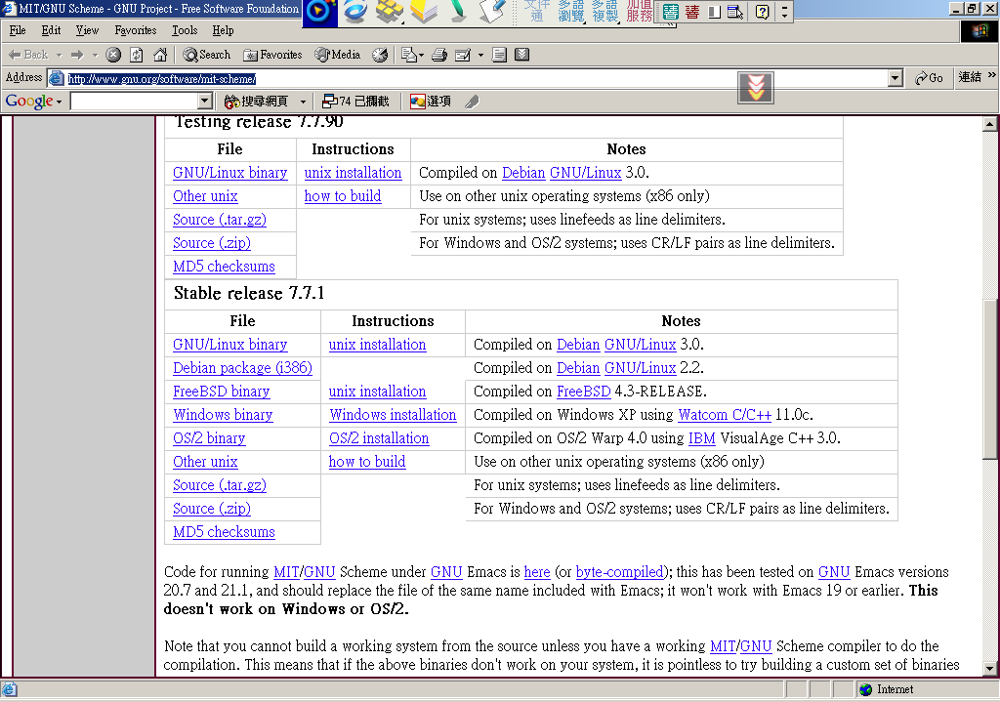 MIT/GNU Scheme - GNU Project - Free Software Foundation
文件 多語 多語 加值
通 瀏覽 複製 服務
File Edit View Favorites Tools Help
Back Search Favorites Media
Address http://www.gnu.org/software/mit-scheme/ Go 連結 »
Google 搜尋網頁 74 已攔截 選項
Testing release 7.7.90
File Instructions Notes
GNU/Linux binary unix installation Compiled on Debian GNU/Linux 3.0.
Other unix how to build Use on other unix operating systems (x86 only)
Source (.tar.gz) For unix systems; uses linefeeds as line delimiters.
Source (.zip) For Windows and OS/2 systems; uses CR/LF pairs as line delimiters.
MD5 checksums
Stable release 7.7.1
File Instructions Notes
GNU/Linux binary unix installation Compiled on Debian GNU/Linux 3.0.
Debian package (i386) Compiled on Debian GNU/Linux 2.2.
FreeBSD binary unix installation Compiled on FreeBSD 4.3-RELEASE.
Windows binary Windows installation Compiled on Windows XP using Watcom C/C++ 11.0c.
OS/2 binary OS/2 installation Compiled on OS/2 Warp 4.0 using IBM VisualAge C++ 3.0.
Other unix how to build Use on other unix operating systems (x86 only)
Source (.tar.gz) For unix systems; uses linefeeds as line delimiters.
Source (.zip) For Windows and OS/2 systems; uses CR/LF pairs as line delimiters.
MD5 checksums
Code for running MIT/GNU Scheme under GNU Emacs is here (or byte-compiled); this has been tested on GNU Emacs versions
20.7 and 21.1, and should replace the file of the same name included with Emacs; it won't work with Emacs 19 or earlier. This
doesn't work on Windows or OS/2.
Note that you cannot build a working system from the source unless you have a working MIT/GNU Scheme compiler to do the
compilation. This means that if the above binaries don't work on your system, it is pointless to try building a custom set of binaries
Internet